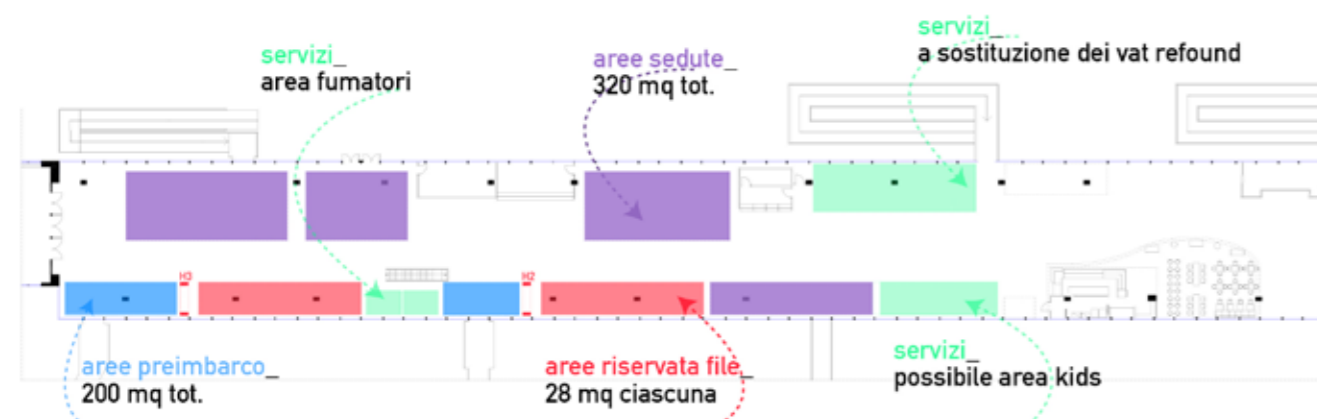 servizi_
a sostituzione dei vat refound
servizi_
area fumatori
aree sedute_
320 mq tot.
H3
H2
aree preimbarco_
200 mq tot.
aree riservata file_
28 mq ciascuna
servizi_
possibile area kids